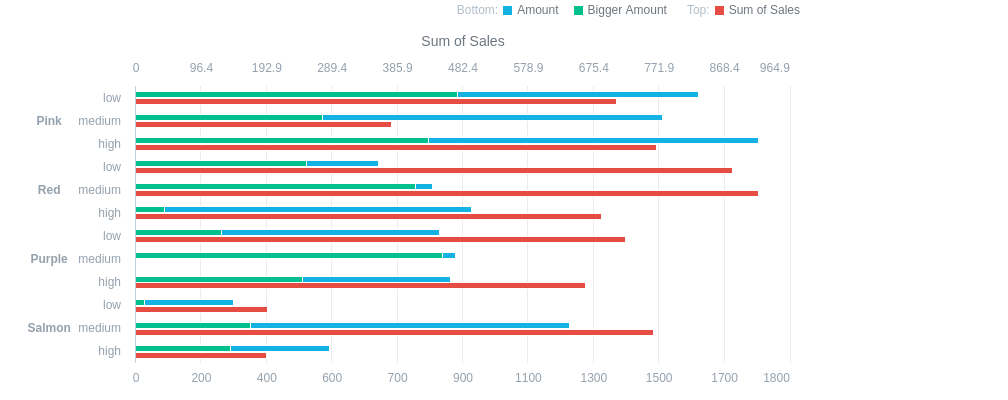 Bottom: Amount Bigger Amount Top: Sum of Sales
Sum of Sales
0 96.4 192.9 289.4 385.9 482.4 578.9 675.4 771.9 868.4 964.9
low
Pink medium
high
low
Red medium
high
low
Purple medium
high
low
Salmon medium
high
0 200 400 600 700 900 1100 1300 1500 1700 1800